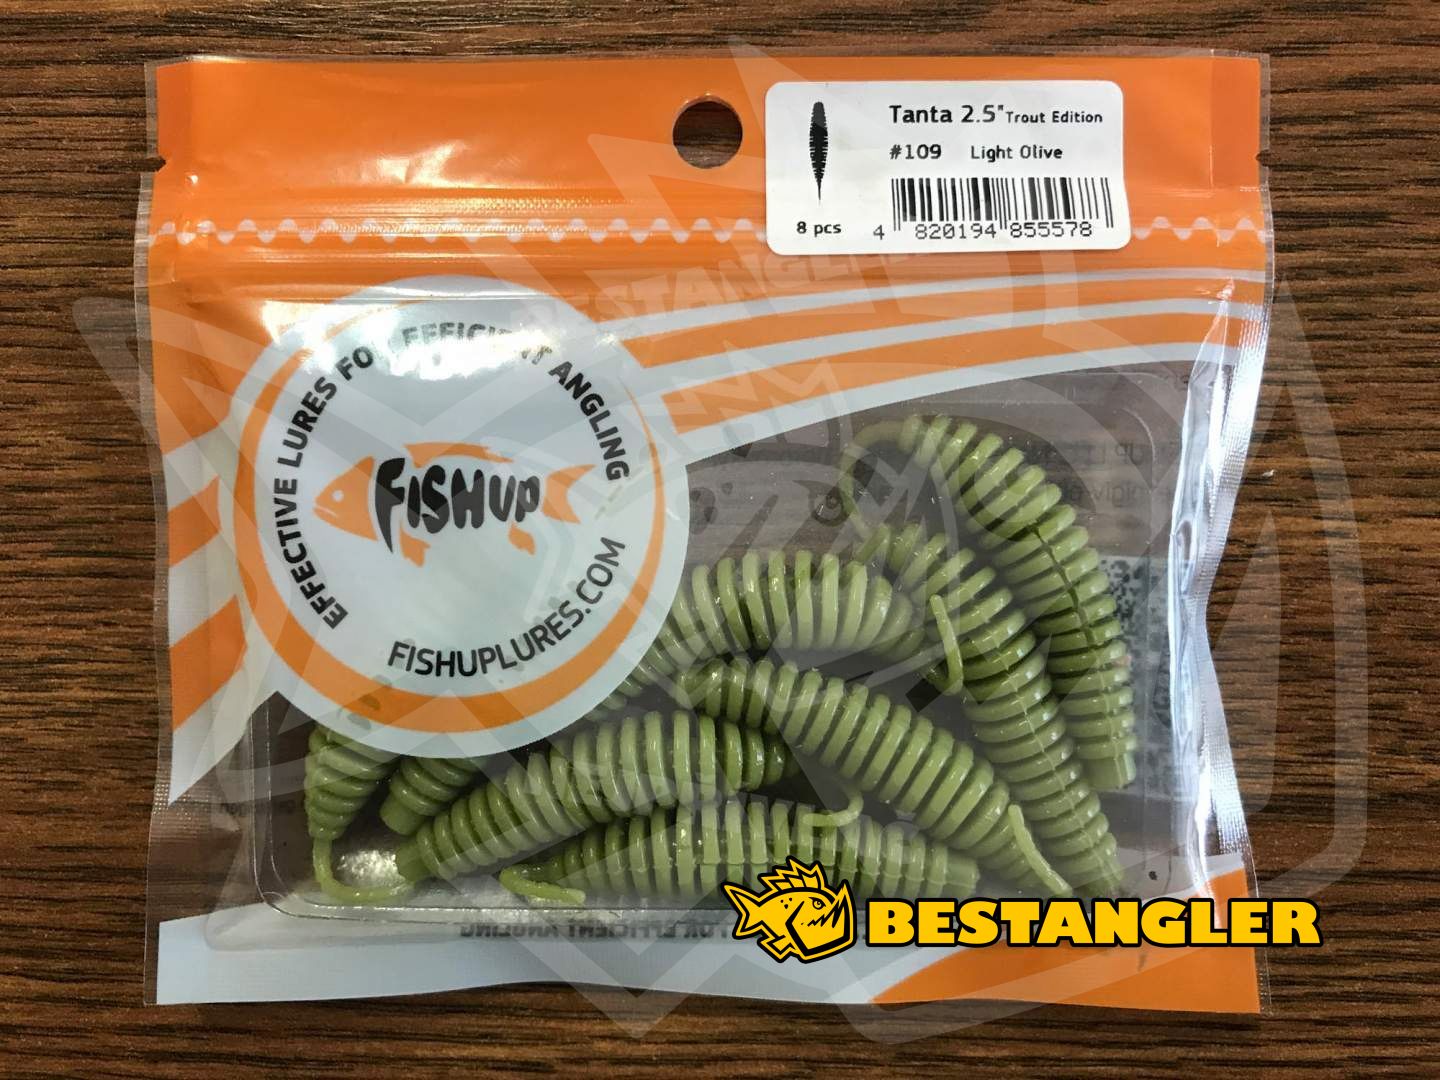 Tanta 2.5" Trout Edition
#109 Light Olive
8 pcs
4 820194 855578
BESTANGLER
EFFECTIVE LURES FOR EFFICIENT ANGLING
FISHUP
FISHUPLURES.COM
BESTANGLER